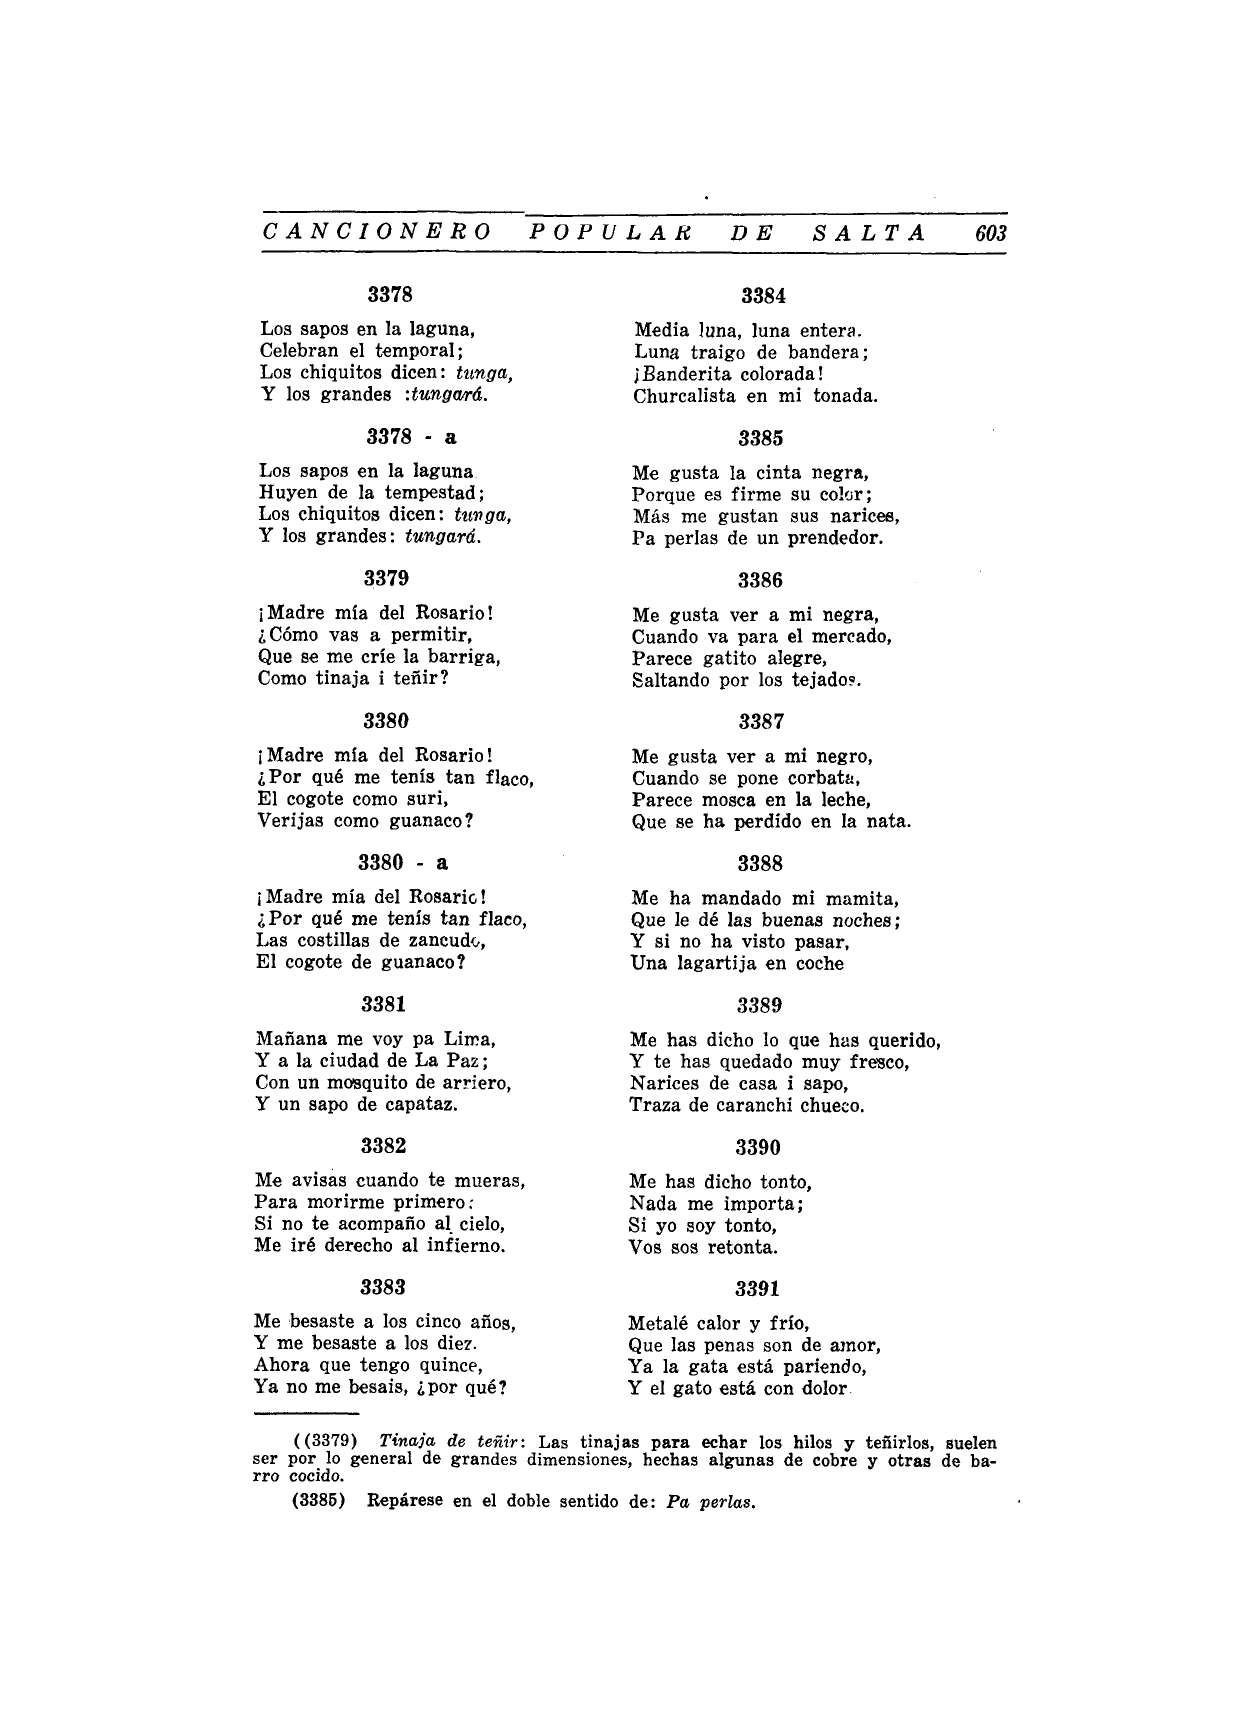 CANCIONERO POPULAR DE SALTA 603
3378
Los sapos en la laguna,
Celebran el temporal;
Los chiquitos dicen: tunga,
Y los grandes :tungará.
3378 - a
Los sapos en la laguna
Huyen de la tempestad;
Los chiquitos dicen: tunga,
Y los grandes: tungará.
3379
¡Madre mía del Rosario!
¿Cómo vas a permitir,
Que se me críe la barriga,
Como tinaja i teñir?
3380
¡Madre mía del Rosario!
¿Por qué me tenís tan flaco,
El cogote como suri,
Verijas como guanaco?
3380 - a
¡Madre mía del Rosario!
¿Por qué me tenís tan flaco,
Las costillas de zancudo,
El cogote de guanaco?
3381
Mañana me voy pa Lima,
Y a la ciudad de La Paz;
Con un mosquito de arriero,
Y un sapo de capataz.
3382
Me avisas cuando te mueras,
Para morirme primero:
Si no te acompaño al cielo,
Me iré derecho al infierno.
3383
Me besaste a los cinco años,
Y me besaste a los diez.
Ahora que tengo quince,
Ya no me besais, ¿por qué?
3384
Media luna, luna entera.
Luna traigo de bandera;
¡Banderita colorada!
Churcalista en mi tonada.
3385
Me gusta la cinta negra,
Porque es firme su color;
Más me gustan sus narices,
Pa perlas de un prendedor.
3386
Me gusta ver a mi negra,
Cuando va para el mercado,
Parece gatito alegre,
Saltando por los tejados.
3387
Me gusta ver a mi negro,
Cuando se pone corbata,
Parece mosca en la leche,
Que se ha perdido en la nata.
3388
Me ha mandado mi mamita,
Que le dé las buenas noches;
Y si no ha visto pasar,
Una lagartija en coche
3389
Me has dicho lo que has querido,
Y te has quedado muy fresco,
Narices de casa i sapo,
Traza de caranchi chueco.
3390
Me has dicho tonto,
Nada me importa;
Si yo soy tonto,
Vos sos retonta.
3391
Metalé calor y frío,
Que las penas son de amor,
Ya la gata está pariendo,
Y el gato está con dolor
((3379) Tinaja de teñir: Las tinajas para echar los hilos y teñirlos, suelen
ser por lo general de grandes dimensiones, hechas algunas de cobre y otras de ba-
rro cocido.
(3385) Repárese en el doble sentido de: Pa perlas.